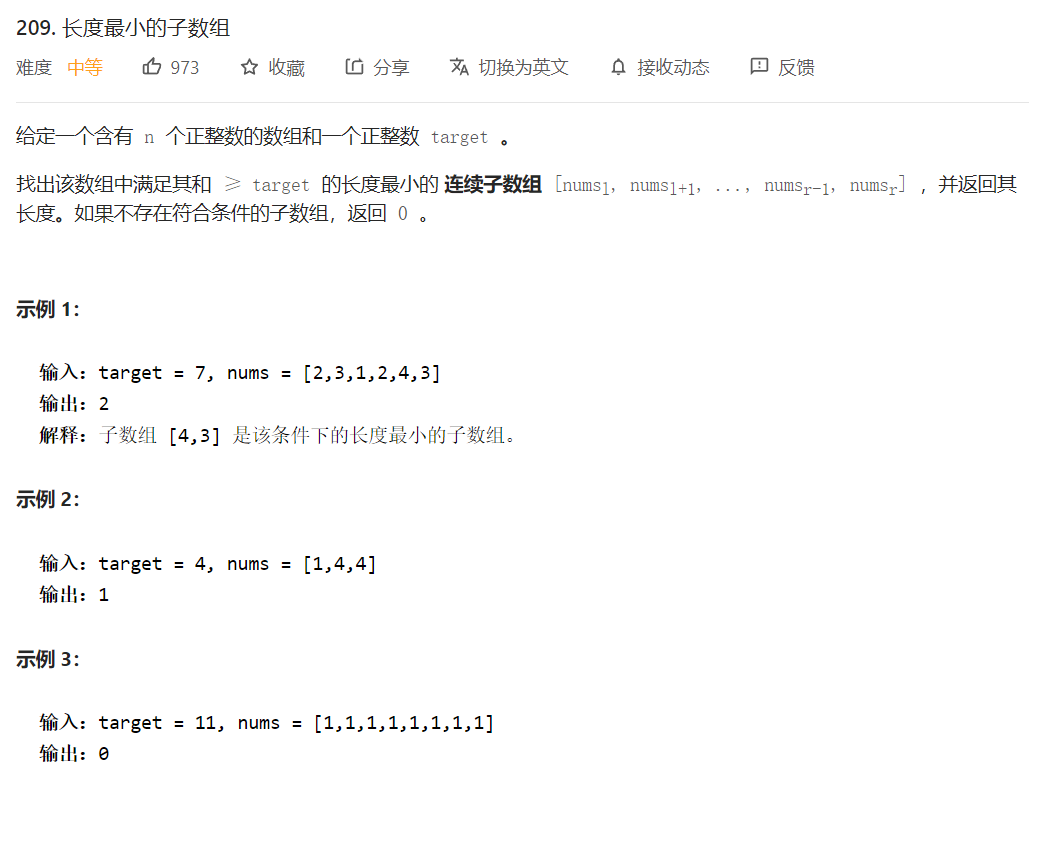 209. 长度最小的子数组
难度 中等 973 收藏 分享 切换为英文 接收动态 反馈
给定一个含有 n 个正整数的数组和一个正整数 target 。
找出该数组中满足其和 ≥ target 的长度最小的 连续子数组 [numsl, numsl+1, ..., numsr-1, numsr] ，并返回其
长度。如果不存在符合条件的子数组，返回 0 。
示例 1：
输入：target = 7, nums = [2,3,1,2,4,3]
输出：2
解释：子数组 [4,3] 是该条件下的长度最小的子数组。
示例 2：
输入：target = 4, nums = [1,4,4]
输出：1
示例 3：
输入：target = 11, nums = [1,1,1,1,1,1,1,1]
输出：0